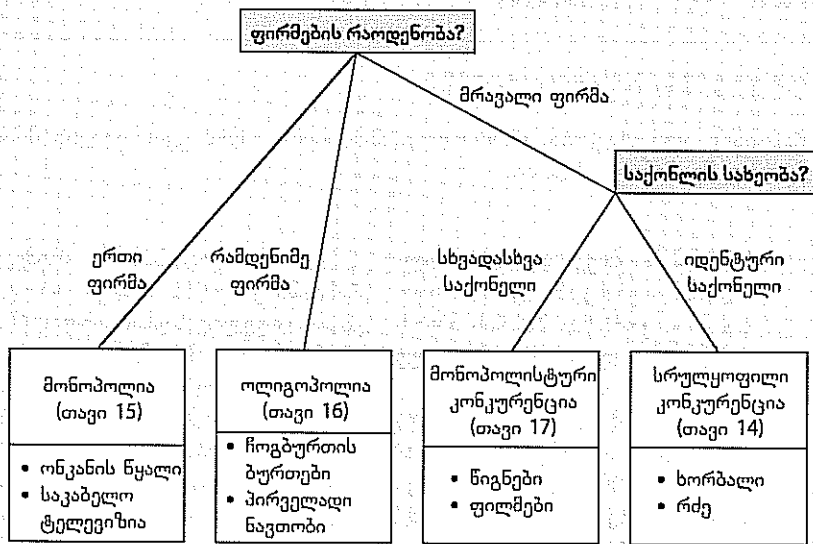 ფირმების რაოდენობა?
მრავალი ფირმა
საქონლის სახეობა?
ერთი
ფირმა
რამდენიმე
ფირმა
სხვადასხვა
საქონელი
იდენტური
საქონელი
მონოპოლია
(თავი 15)
• ონკანის წყალი
• საკაბელო
ტელევიზია
ოლიგოპოლია
(თავი 16)
• ჩოგბურთის
ბურთები
• პირველადი
ნავთობი
მონოპოლისტური
კონკურენცია
(თავი 17)
• წიგნები
• ფილმები
სრულყოფილი
კონკურენცია
(თავი 14)
• ხორბალი
• რძე